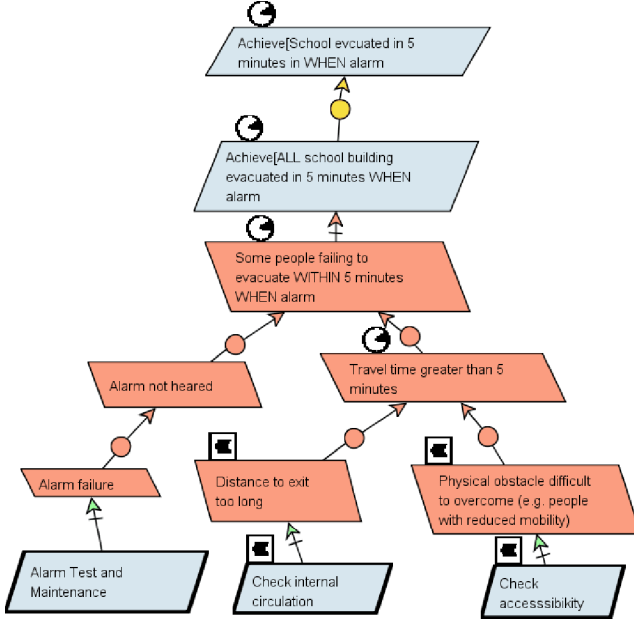 Achieve[School evcuated in 5
minutes in WHEN alarm
Achieve[ALL school building
evacuated in 5 minutes WHEN
alarm
Some people failing to
evacuate WITHIN 5 minutes
WHEN alarm
Alarm not heared
Travel time greater than 5
minutes
Alarm failure
Distance to exit
too long
Physical obstacle difficult
to overcome (e.g. people
with reduced mobility)
Alarm Test and
Maintenance
Check internal
circulation
Check
accesssibikity